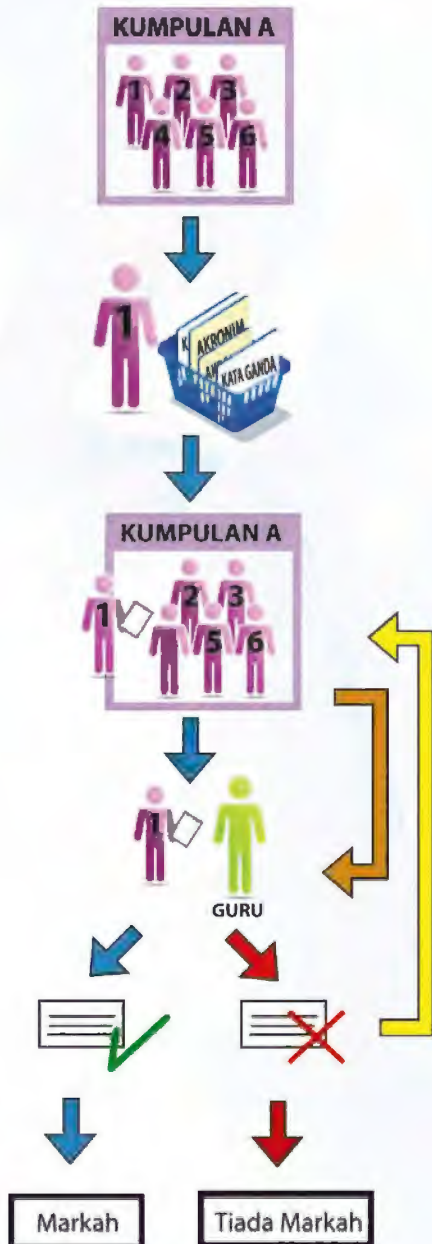 KUMPULAN A
1 2 3
4 5 6
1
AKRONIM
KATA GANDA
KUMPULAN A
1
2 3
5 6
1
GURU
Markah
Tiada Markah